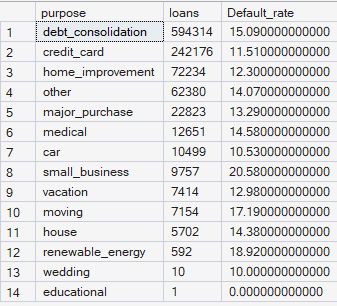 purpose loans Default_rate
1 debt_consolidation 594314 15.090000000000
2 credit_card 242176 11.510000000000
3 home_improvement 72234 12.300000000000
4 other 62380 14.070000000000
5 major_purchase 22823 13.290000000000
6 medical 12651 14.580000000000
7 car 10499 10.530000000000
8 small_business 9757 20.580000000000
9 vacation 7414 12.980000000000
10 moving 7154 17.190000000000
11 house 5702 14.380000000000
12 renewable_energy 592 18.920000000000
13 wedding 10 10.000000000000
14 educational 1 0.000000000000